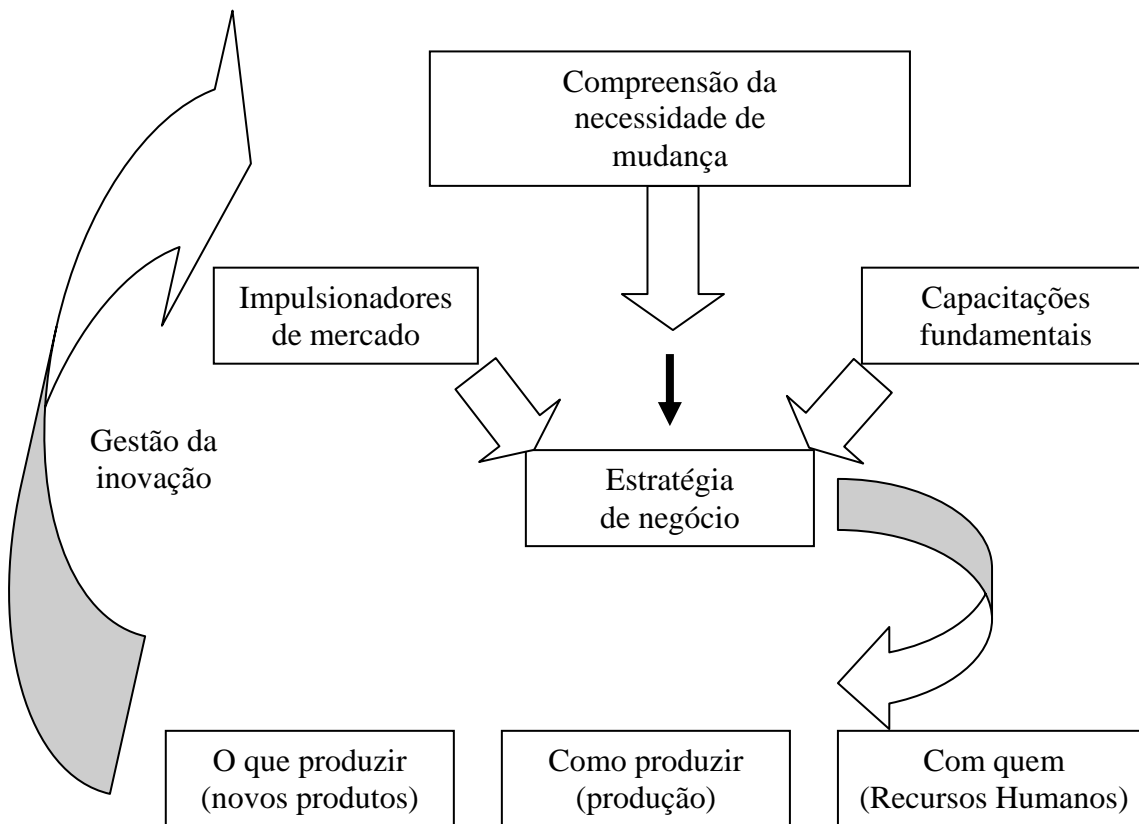 Compreensão da
necessidade de
mudança
Impulsionadores
de mercado
Capacitações
fundamentais
Gestão da
inovação
Estratégia
de negócio
O que produzir
(novos produtos)
Como produzir
(produção)
Com quem
(Recursos Humanos)